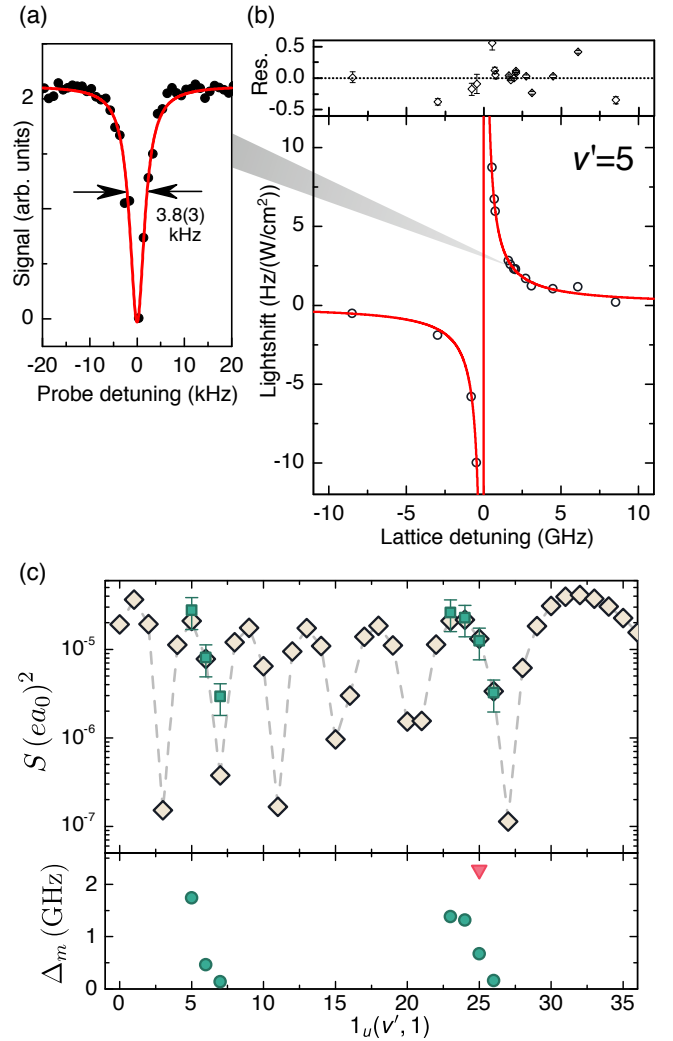 (a)
Signal (arb. units)
2
1
0
3.8(3)
kHz
-20 -10 0 10 20
Probe detuning (kHz)
(b)
Res.
0.5
0.0
-0.5
v'=5
Lightshift (Hz/(W/cm²))
10
5
0
-5
-10
-10 -5 0 5 10
Lattice detuning (GHz)
(c)
S (ea₀)²
10⁻⁵
10⁻⁶
10⁻⁷
Δₘ (GHz)
2
1
0
0 5 10 15 20 25 30 35
1ᵤ(v', 1)